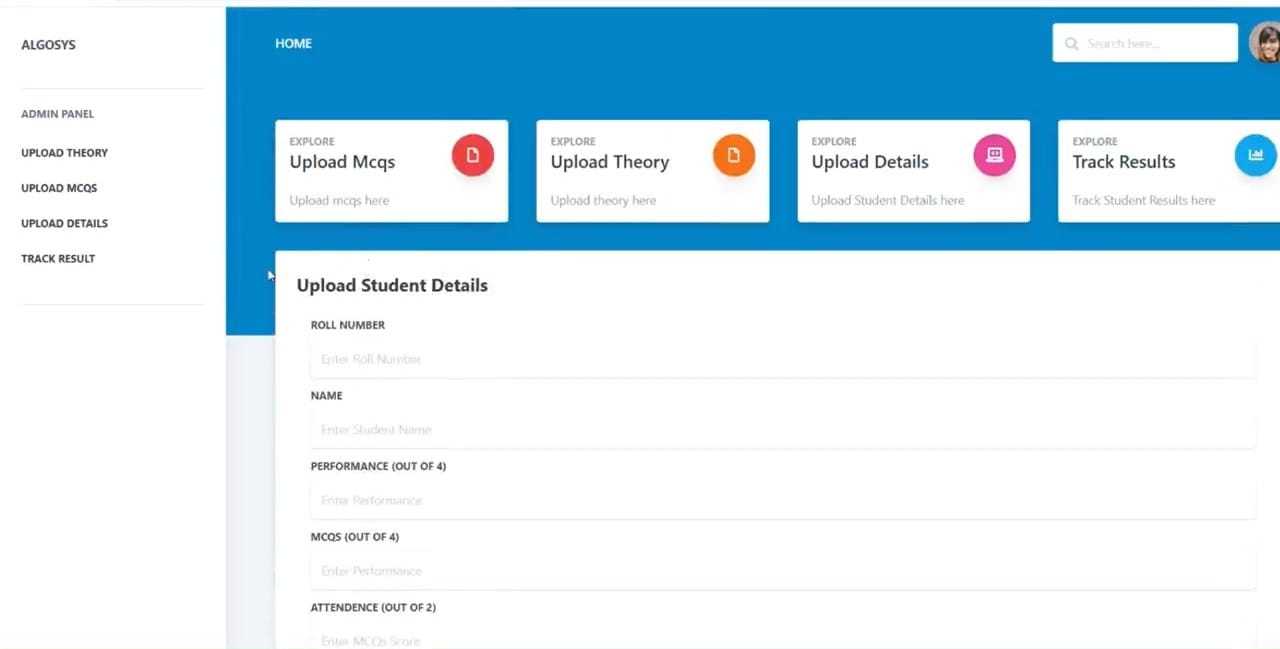 ALGOSYS
ADMIN PANEL
UPLOAD THEORY
UPLOAD MCQS
UPLOAD DETAILS
TRACK RESULT
HOME
Search here...
EXPLORE
Upload Mcqs
Upload mcqs here
EXPLORE
Upload Theory
Upload theory here
EXPLORE
Upload Details
Upload Student Details here
EXPLORE
Track Results
Track Student Results here
Upload Student Details
ROLL NUMBER
Enter Roll Number
NAME
Enter Student Name
PERFORMANCE (OUT OF 4)
Enter Performance
MCQS (OUT OF 4)
Enter Performance
ATTENDENCE (OUT OF 2)
Enter MCQs Score